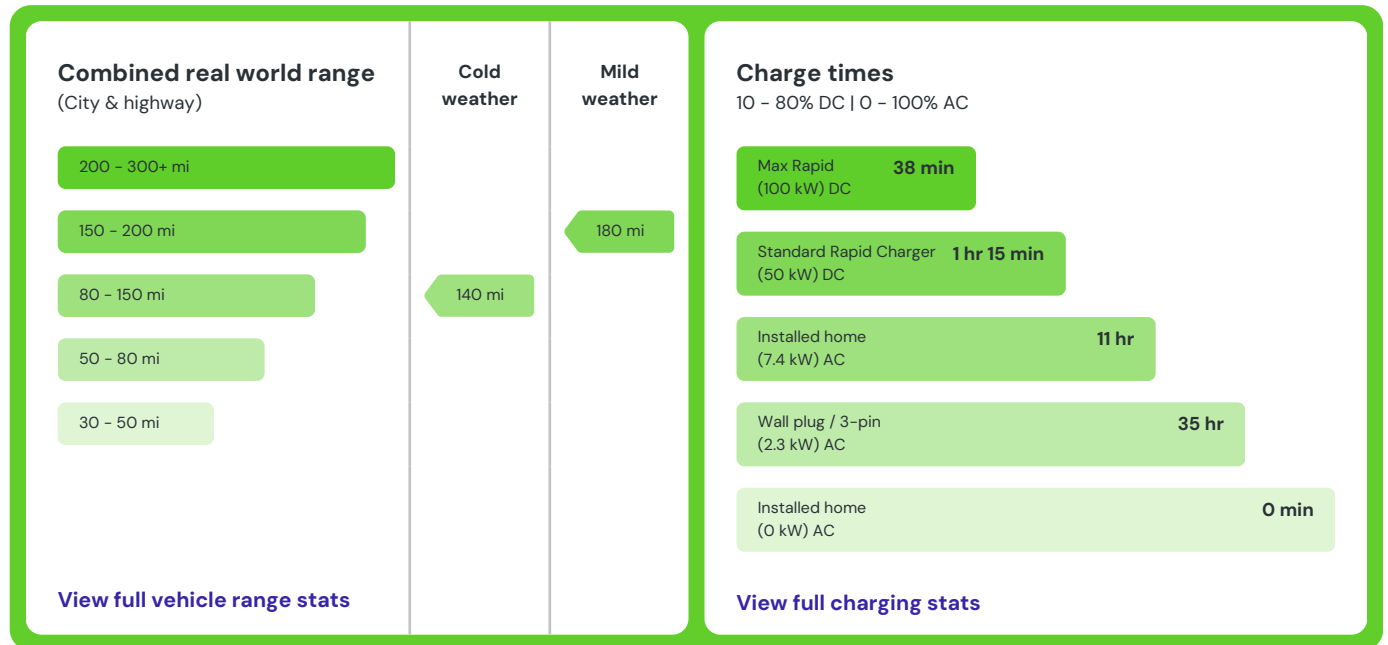 Combined real world range
(City & highway)
Cold
weather
Mild
weather
200 - 300+ mi
150 - 200 mi
180 mi
80 - 150 mi
140 mi
50 - 80 mi
30 - 50 mi
View full vehicle range stats
Charge times
10 - 80% DC | 0 - 100% AC
Max Rapid
(100 kW) DC
38 min
Standard Rapid Charger
(50 kW) DC
1 hr 15 min
Installed home
(7.4 kW) AC
11 hr
Wall plug / 3-pin
(2.3 kW) AC
35 hr
Installed home
(0 kW) AC
0 min
View full charging stats